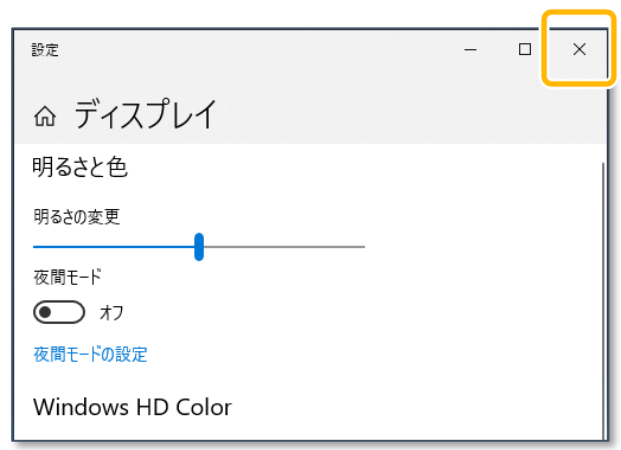 設定
ディスプレイ
明るさと色
明るさの変更
夜間モード
オフ
夜間モードの設定
Windows HD Color